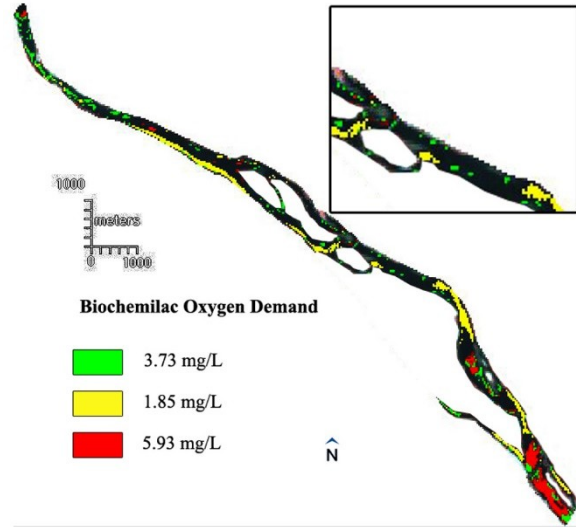 1000
meters
0 1000
Biochemilac Oxygen Demand
3.73 mg/L
1.85 mg/L
5.93 mg/L
N